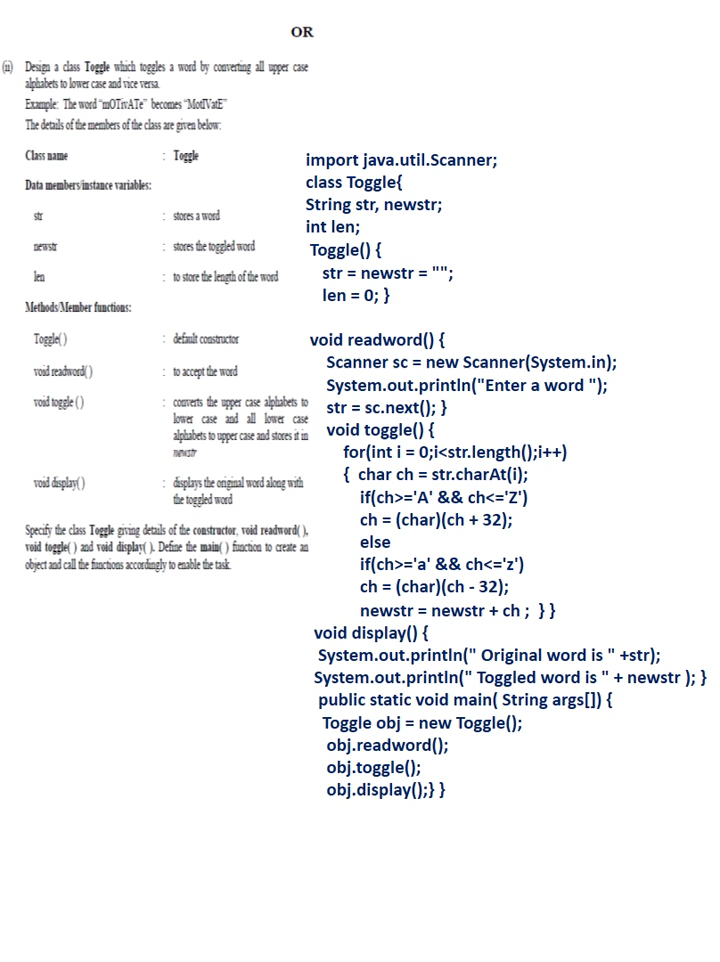 OR
(ii) Design a class Toggle which toggles a word by converting all upper case
alphabets to lower case and vice versa.
Example: The word "mOTivATe" becomes "MotIVatE"
The details of the members of the class are given below:
Class name : Toggle
Data members/instance variables:
str : stores a word
newstr : stores the toggled word
len : to store the length of the word
Methods/Member functions:
Toggle( ) : default constructor
void readword( ) : to accept the word
void toggle ( ) : converts the upper case alphabets to
lower case and all lower case
alphabets to upper case and stores it in
newstr
void display( ) : displays the original word along with
the toggled word
Specify the class Toggle giving details of the constructor, void readword( ),
void toggle( ) and void display( ). Define the main( ) function to create an
object and call the functions accordingly to enable the task.
import java.util.Scanner;
class Toggle{
String str, newstr;
int len;
Toggle() {
str = newstr = "";
len = 0; }
void readword() {
Scanner sc = new Scanner(System.in);
System.out.println("Enter a word ");
str = sc.next(); }
void toggle() {
for(int i = 0;i<str.length();i++)
{ char ch = str.charAt(i);
if(ch>='A' && ch<='Z')
ch = (char)(ch + 32);
else
if(ch>='a' && ch<='z')
ch = (char)(ch - 32);
newstr = newstr + ch ; } }
void display() {
System.out.println(" Original word is " +str);
System.out.println(" Toggled word is " + newstr ); }
public static void main( String args[]) {
Toggle obj = new Toggle();
obj.readword();
obj.toggle();
obj.display();} }